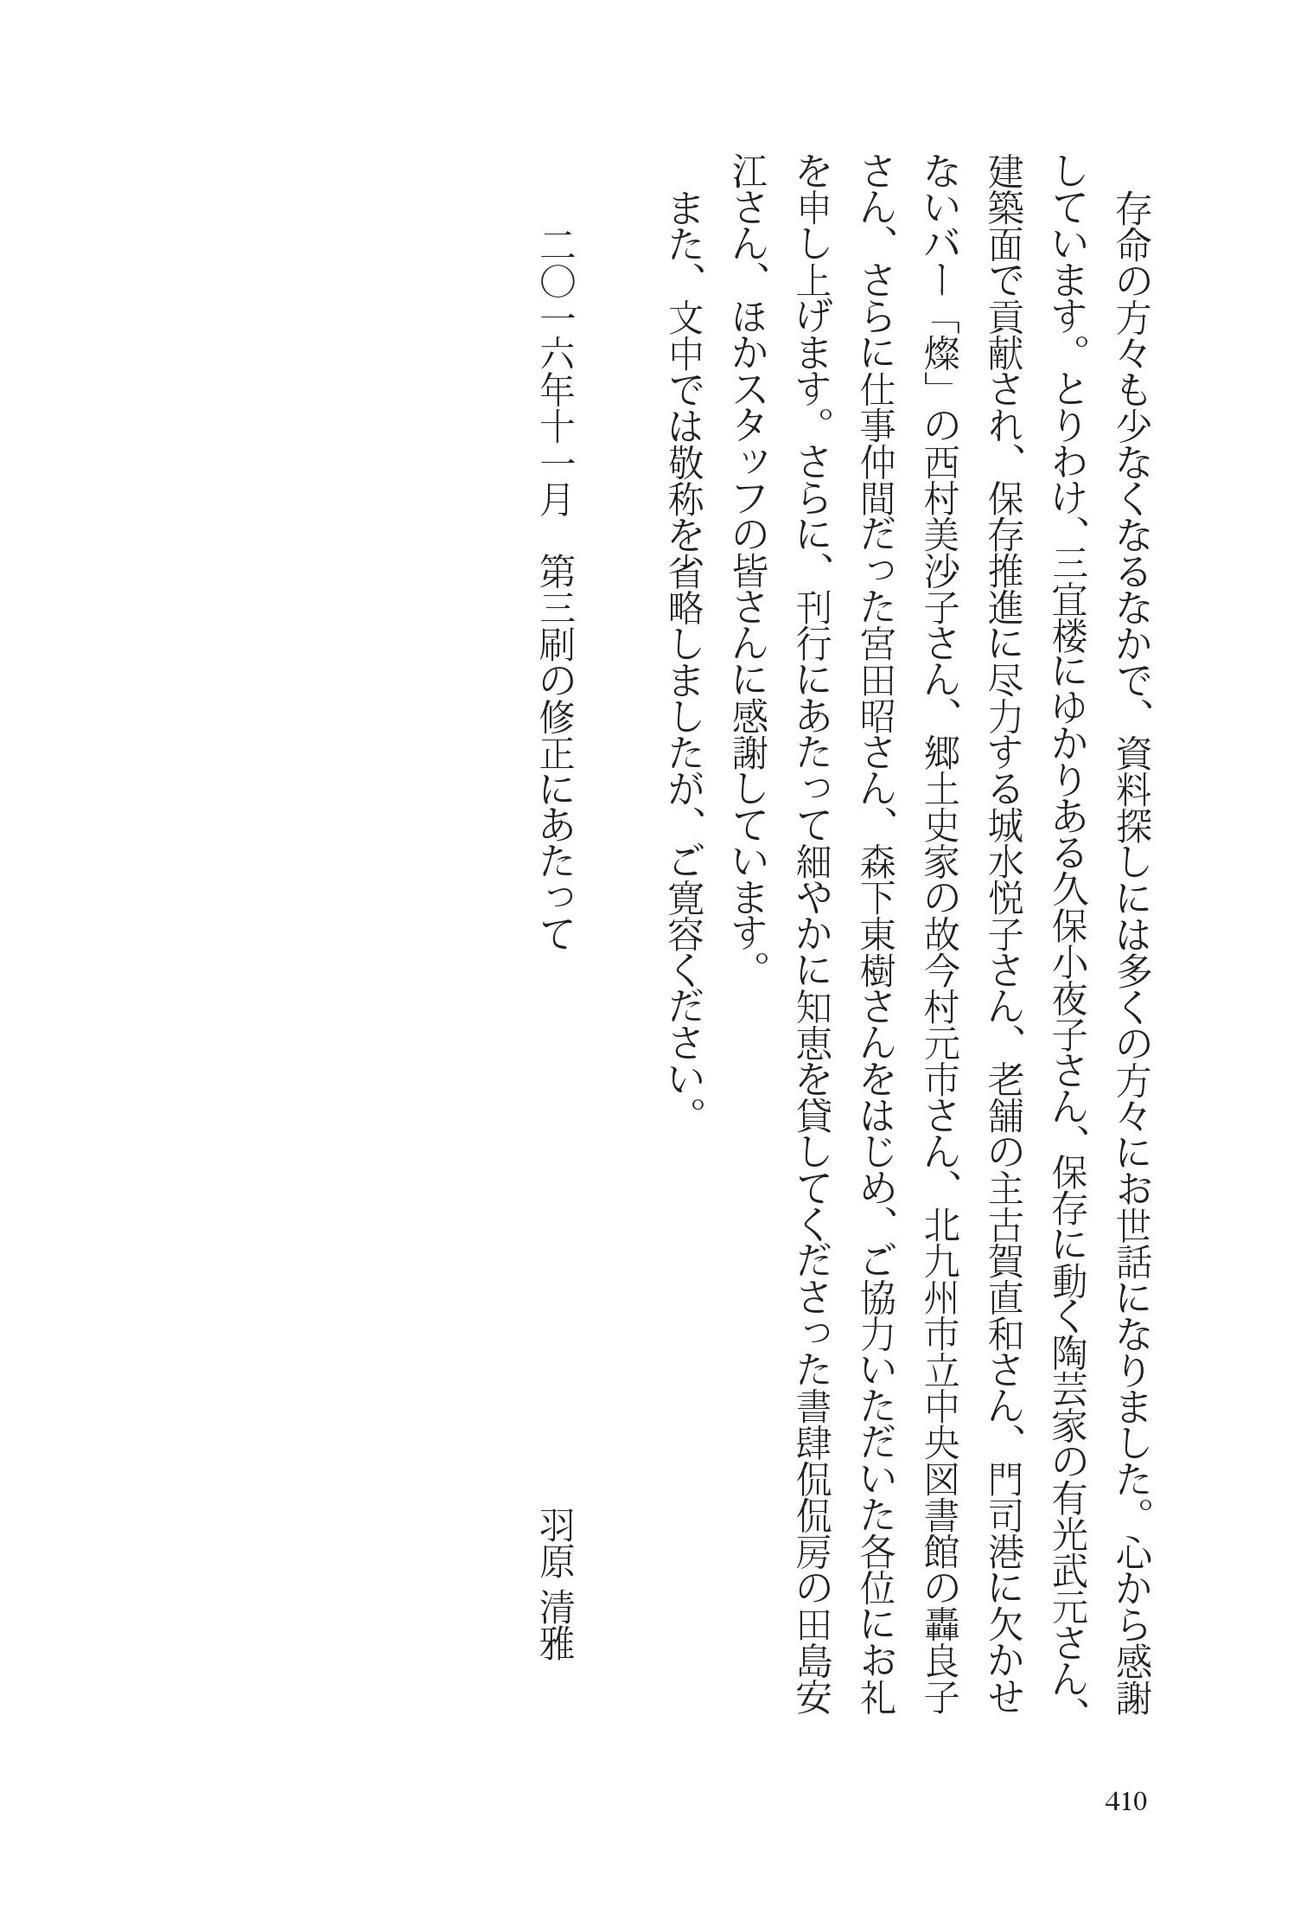 存命の方々も少なくなるなかで、資料探しには多くの方々にお世話になりました。心から感謝
しています。とりわけ、三宜楼にゆかりある久保小夜子さん、保存に動く陶芸家の有光武元さん、
建築面で貢献され、保存推進に尽力する城水悦子さん、老舗の主古賀直和さん、門司港に欠かせ
ないバー「燦」の西村美沙子さん、郷土史家の故今村元市さん、北九州市立中央図書館の轟良子
さん、さらに仕事仲間だった宮田昭さん、森下東樹さんをはじめ、ご協力いただいた各位にお礼
を申し上げます。さらに、刊行にあたって細やかに知恵を貸してくださった書肆侃侃房の田島安
江さん、ほかスタッフの皆さんに感謝しています。
　また、文中では敬称を省略しましたが、ご寛容ください。
二〇一六年十一月　第三刷の修正にあたって
羽原 清雅
410